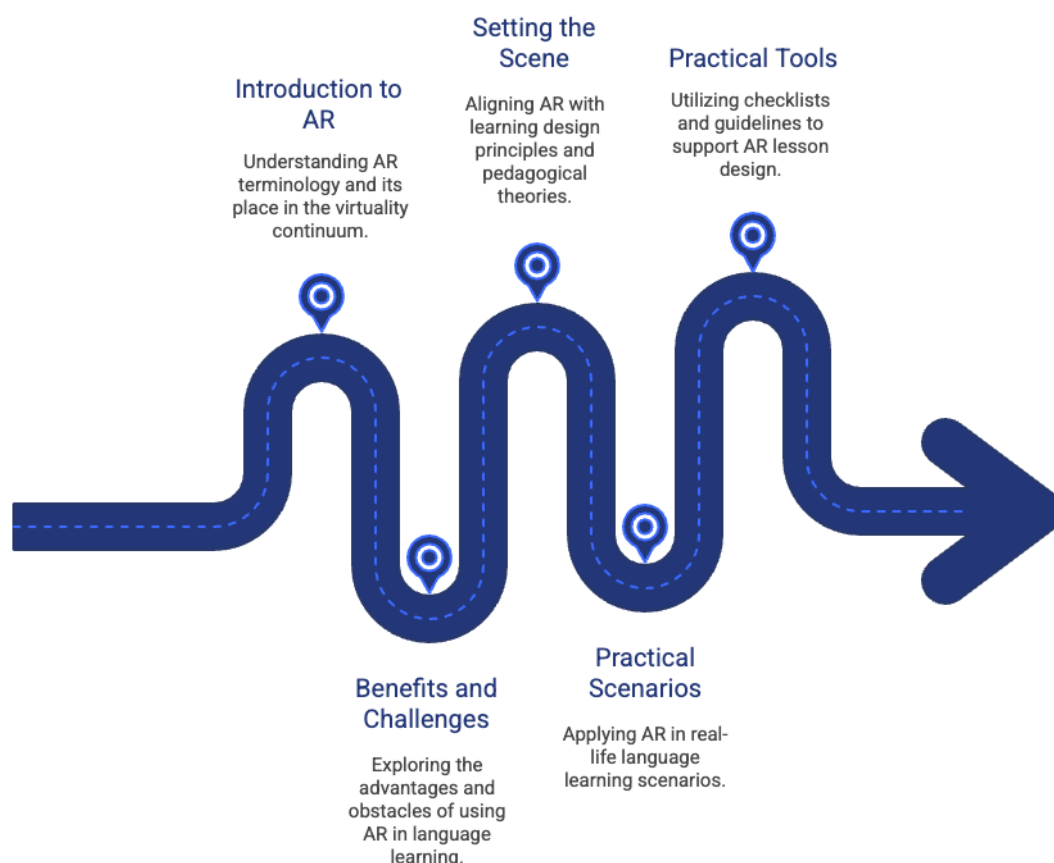 Introduction to
AR
Understanding AR
terminology and its
place in the virtuality
continuum.
Benefits and
Challenges
Exploring the
advantages and
obstacles of using
AR in language
learning.
Setting the
Scene
Aligning AR with
learning design
principles and
pedagogical
theories.
Practical
Scenarios
Applying AR in real-
life language
learning scenarios.
Practical Tools
Utilizing checklists
and guidelines to
support AR lesson
design.